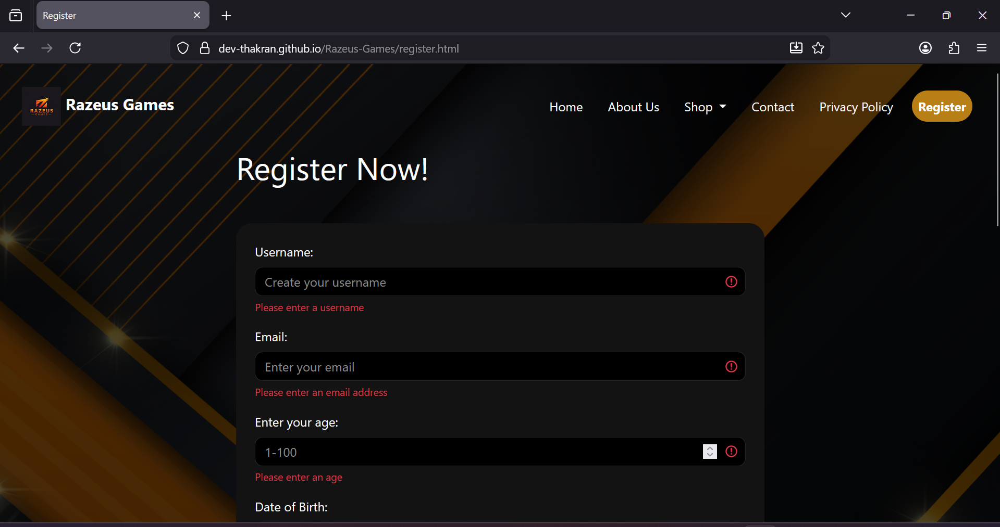 Register
dev-thakran.github.io/Razeus-Games/register.html
RAZEUS
GAMES
Razeus Games
Home
About Us
Shop
Contact
Privacy Policy
Register
Register Now!
Username:
Create your username
Please enter a username
Email:
Enter your email
Please enter an email address
Enter your age:
1-100
Please enter an age
Date of Birth: